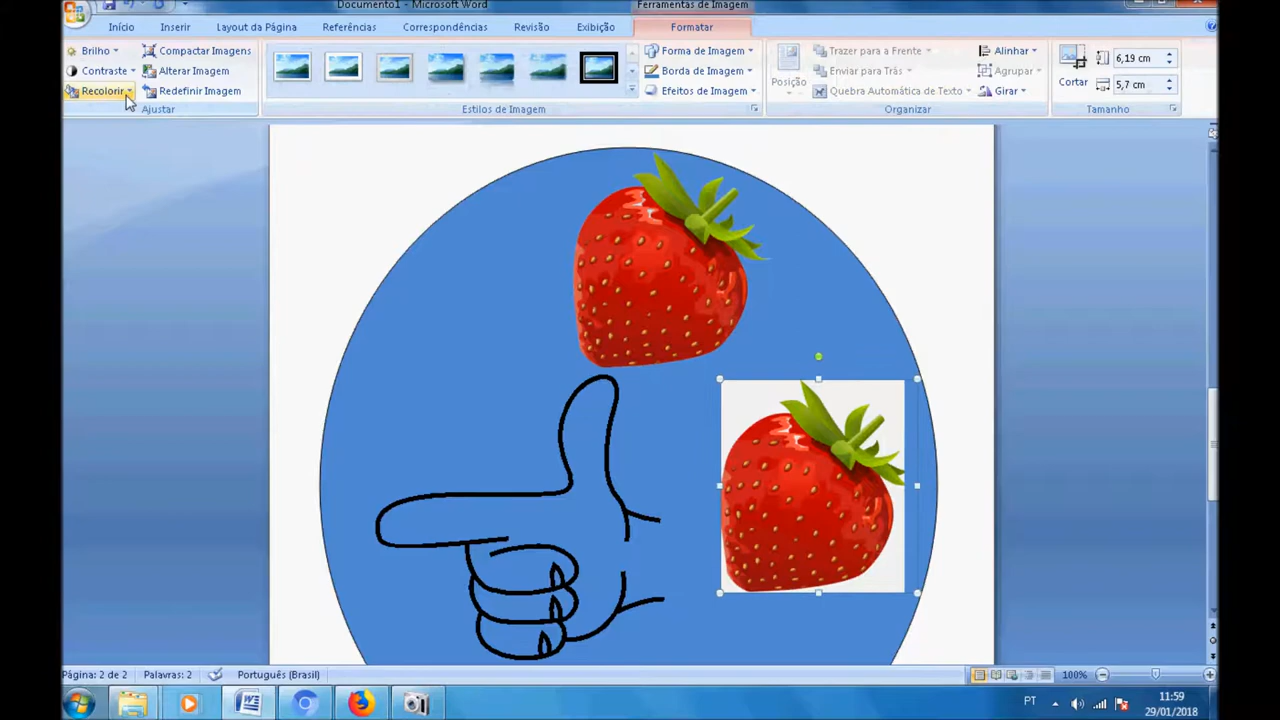 Documento1 - Microsoft Word
Ferramentas de Imagem
Início
Inserir
Layout da Página
Referências
Correspondências
Revisão
Exibição
Formatar
Brilho
Contraste
Recolorir
Compactar Imagens
Alterar Imagem
Redefinir Imagem
Ajustar
Estilos de Imagem
Forma de Imagem
Borda de Imagem
Efeitos de Imagem
Posição
Trazer para a Frente
Enviar para Trás
Quebra Automática de Texto
Alinhar
Agrupar
Girar
Organizar
Cortar
6,19 cm
5,7 cm
Tamanho
Página: 2 de 2
Palavras: 2
Português (Brasil)
100%
PT
11:59
29/01/2018